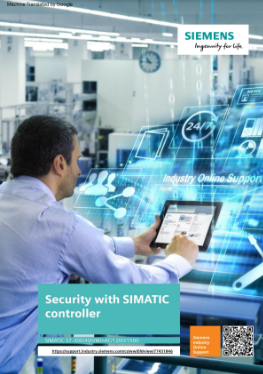 Machine Translated by Google
SIEMENS
Ingenuity for life
24/7
Industry Online Support
Security with SIMATIC
controller
https://support.industry.siemens.com/cs/ww/en/view/77431846
Siemens
Industry
Online
Support